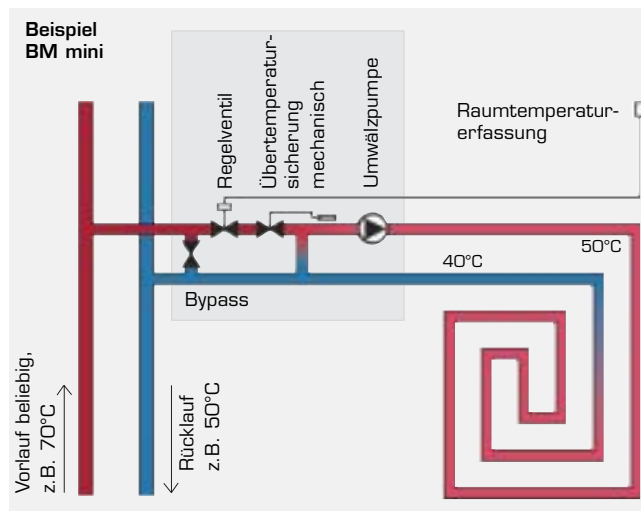 Beispiel
BM mini
Regelventil
Übertemperatur-
sicherung
mechanisch
Umwälzpumpe
Raumtemperatur-
erfassung
50°C
40°C
Bypass
Vorlauf beliebig,
z.B. 70°C
Rücklauf
z.B. 50°C